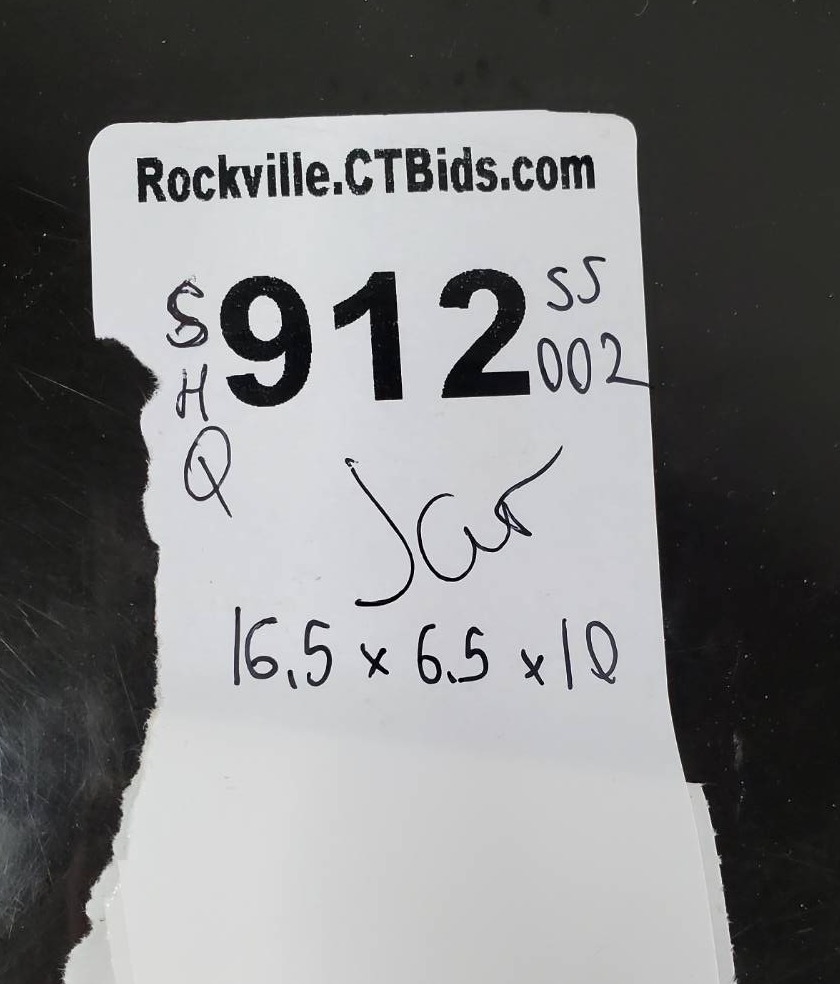 Rockville.CTBids.com
S 912 SS
H 002
Q
Jar
16.5 x 6.5 x 10